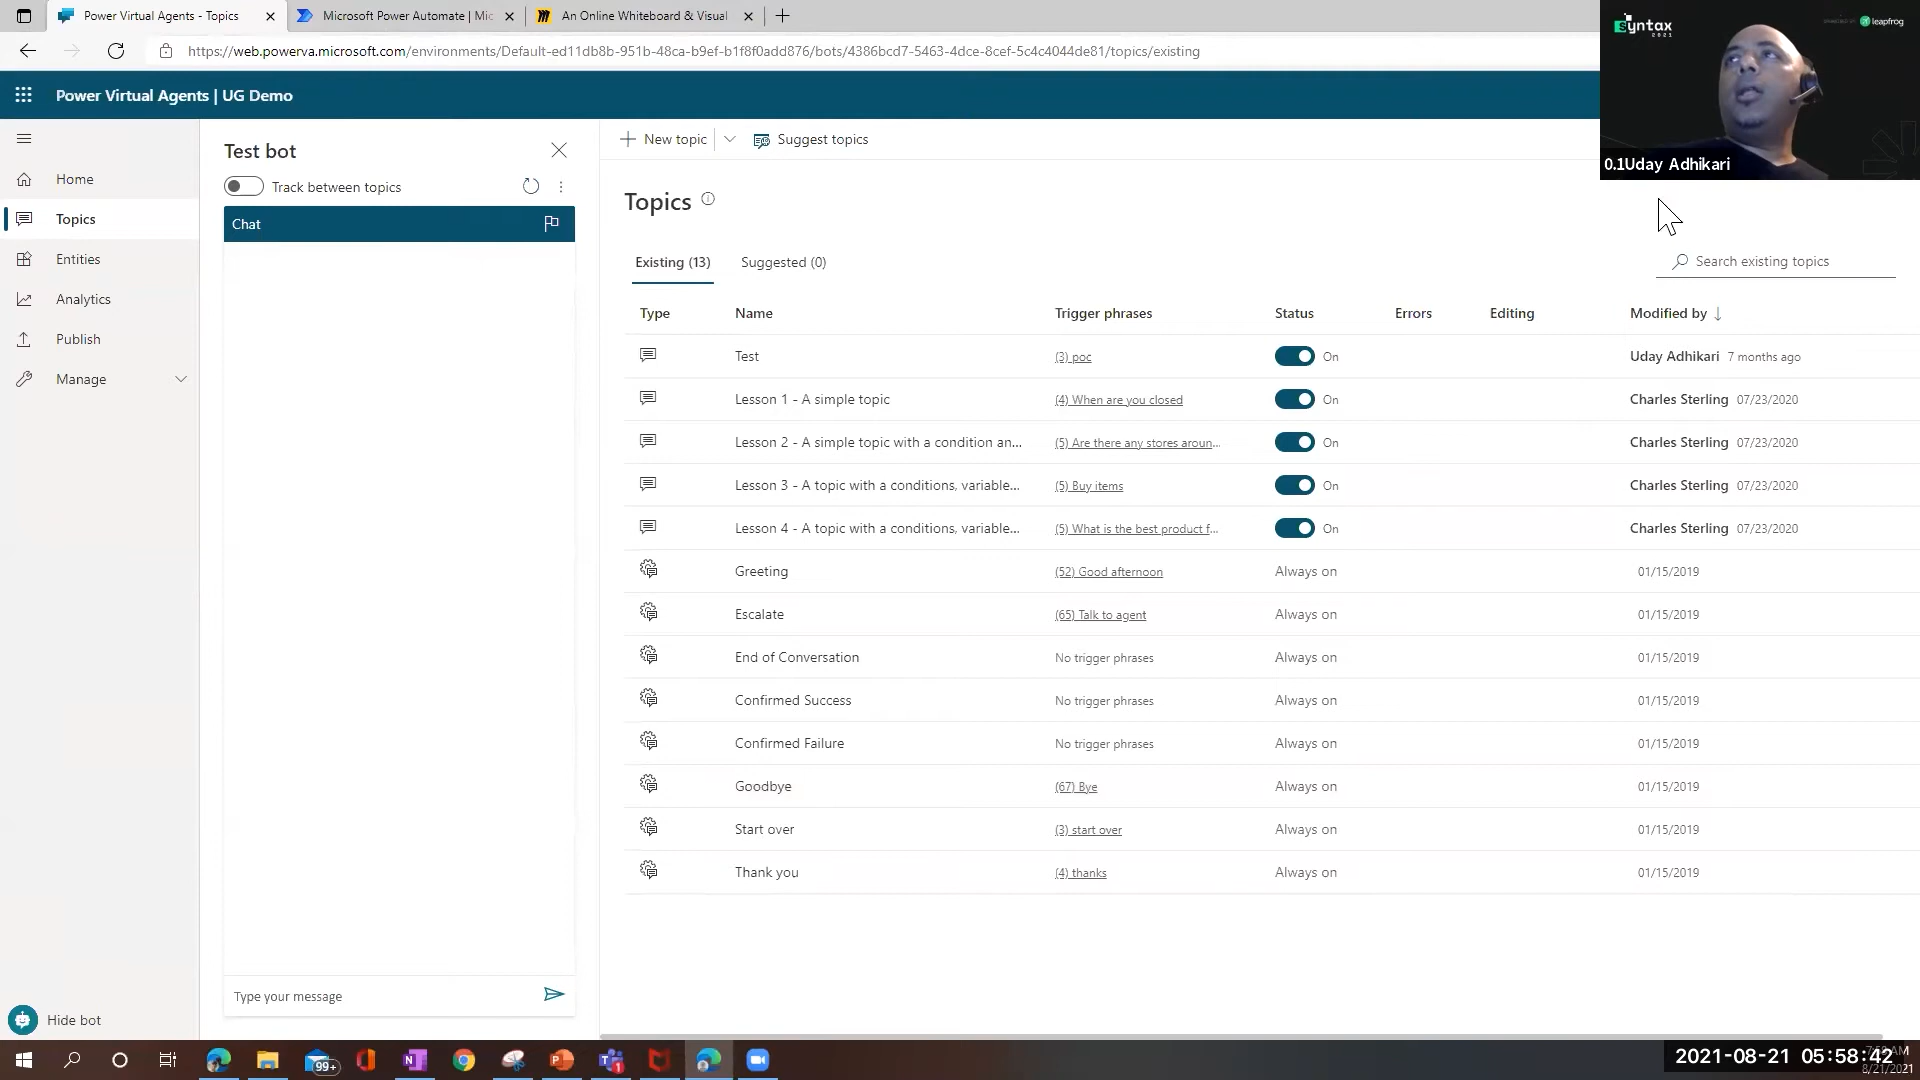 Power Virtual Agents - Topics
Microsoft Power Automate | Mic
An Online Whiteboard & Visual
https://web.powerva.microsoft.com/environments/Default-ed11db8b-951b-48ca-b9ef-b1f8f0add876/bots/4386bcd7-5463-4dce-8cef-5c4c4044de81/topics/existing
syntax
2021
leapfrog
0.1Uday Adhikari
Power Virtual Agents | UG Demo
Home
Topics
Entities
Analytics
Publish
Manage
Hide bot
Test bot
Track between topics
Chat
Type your message
New topic
Suggest topics
Topics
Existing (13) Suggested (0)
Search existing topics
Type Name Trigger phrases Status Errors Editing Modified by
Test (3) poc On Uday Adhikari 7 months ago
Lesson 1 - A simple topic (4) When are you closed On Charles Sterling 07/23/2020
Lesson 2 - A simple topic with a condition an... (5) Are there any stores aroun... On Charles Sterling 07/23/2020
Lesson 3 - A topic with a conditions, variable... (5) Buy items On Charles Sterling 07/23/2020
Lesson 4 - A topic with a conditions, variable... (5) What is the best product f... On Charles Sterling 07/23/2020
Greeting (52) Good afternoon Always on 01/15/2019
Escalate (65) Talk to agent Always on 01/15/2019
End of Conversation No trigger phrases Always on 01/15/2019
Confirmed Success No trigger phrases Always on 01/15/2019
Confirmed Failure No trigger phrases Always on 01/15/2019
Goodbye (67) Bye Always on 01/15/2019
Start over (3) start over Always on 01/15/2019
Thank you (4) thanks Always on 01/15/2019
99+
1
2021-08-21 05:58:42
8/21/2021